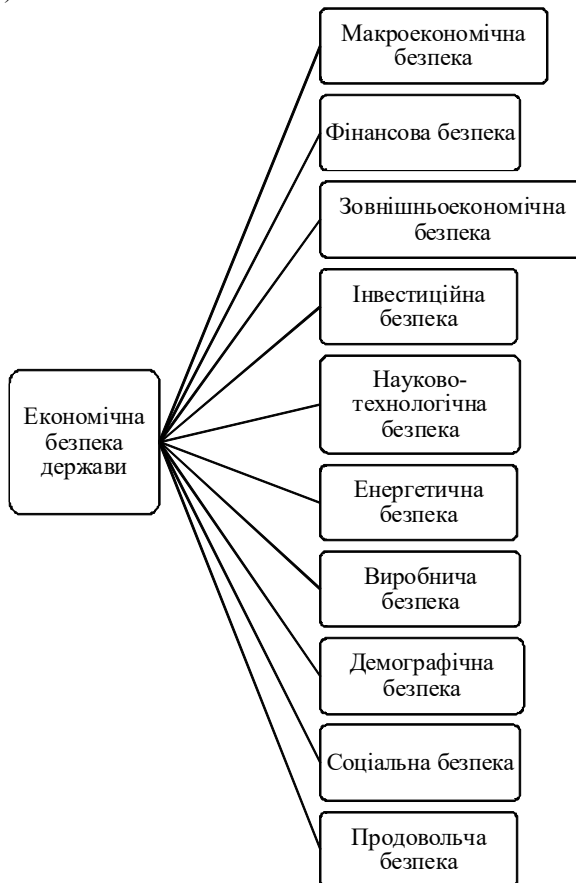 )
Макроекономічна
безпека
Фінансова безпека
Зовнішньоекономічна
безпека
Інвестиційна
безпека
Науково-
технологічна
безпека
Економічна
безпека
держави
Енергетична
безпека
Виробнича
безпека
Демографічна
безпека
Соціальна безпека
Продовольча
безпека